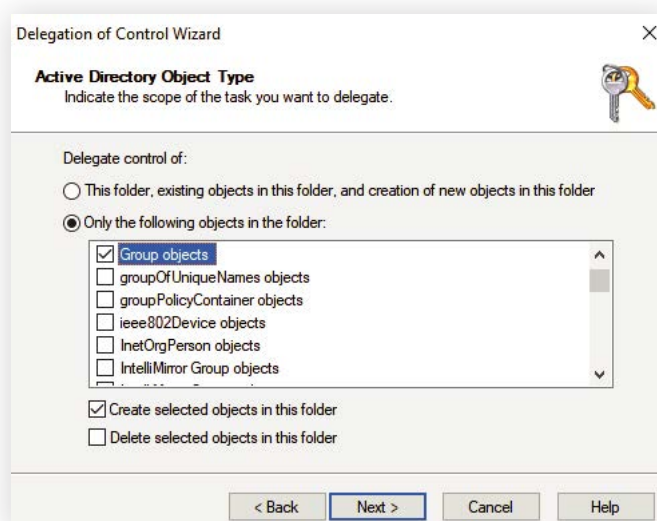 Delegation of Control Wizard
Active Directory Object Type
Indicate the scope of the task you want to delegate.
Delegate control of:
This folder, existing objects in this folder, and creation of new objects in this folder
Only the following objects in the folder:
Group objects
groupOfUniqueNames objects
groupPolicyContainer objects
ieee802Device objects
InetOrgPerson objects
IntelliMirror Group objects
Create selected objects in this folder
Delete selected objects in this folder
< Back Next > Cancel Help